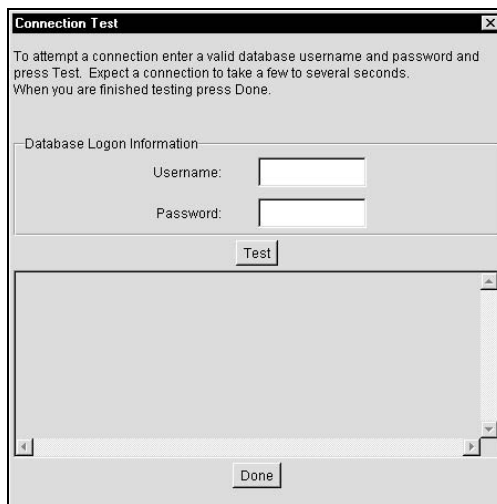 Connection Test
To attempt a connection enter a valid database username and password and
press Test. Expect a connection to take a few to several seconds.
When you are finished testing press Done.
Database Logon Information
Username:
Password:
Test
Done